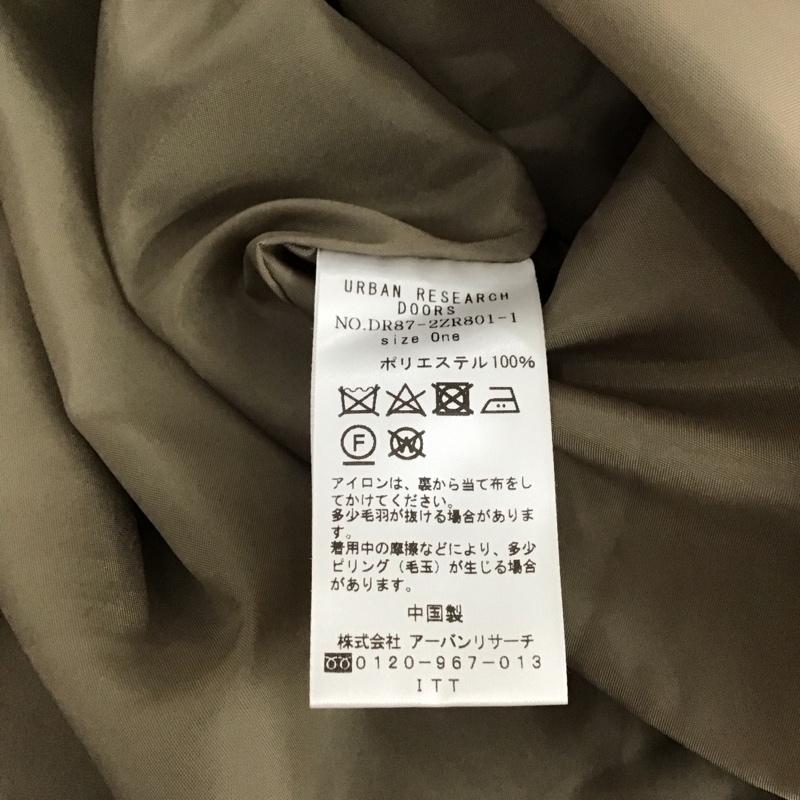 URBAN RESEARCH
DOORS
NO.DR87-2ZR801-1
size One
ポリエステル100%
F W
アイロンは、裏から当て布をし
てかけてください。
多少毛羽が抜ける場合がありま
す。
着用中の摩擦などにより、多少
ピリング(毛玉)が生じる場合
があります。
中国製
株式会社 アーバンリサーチ
0120-967-013
ITT